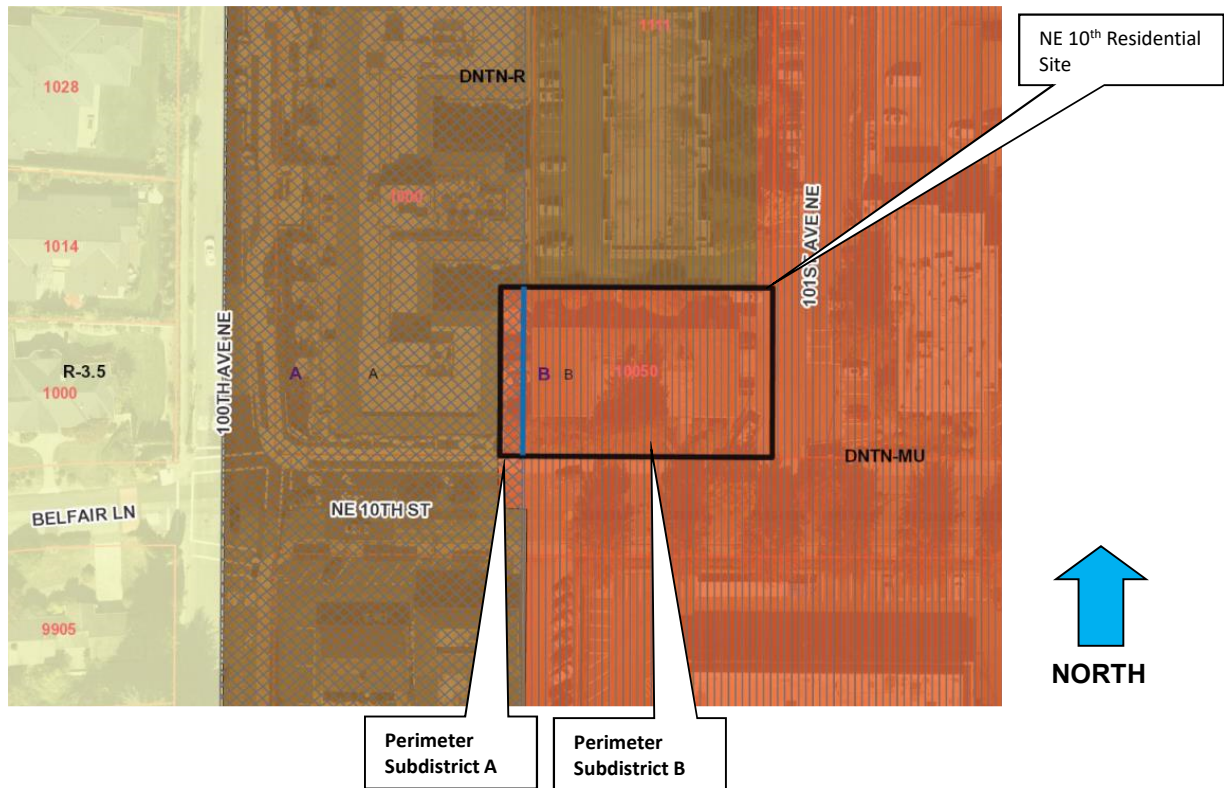 NE 10th Residential
Site
1111
DNTN-R
1028
1014
R-3.5
1000
100TH AVE NE
101ST AVE NE
A
A
B
B
10050
DNTN-MU
BELFAIR LN
NE 10TH ST
9905
NORTH
Perimeter
Subdistrict A
Perimeter
Subdistrict B